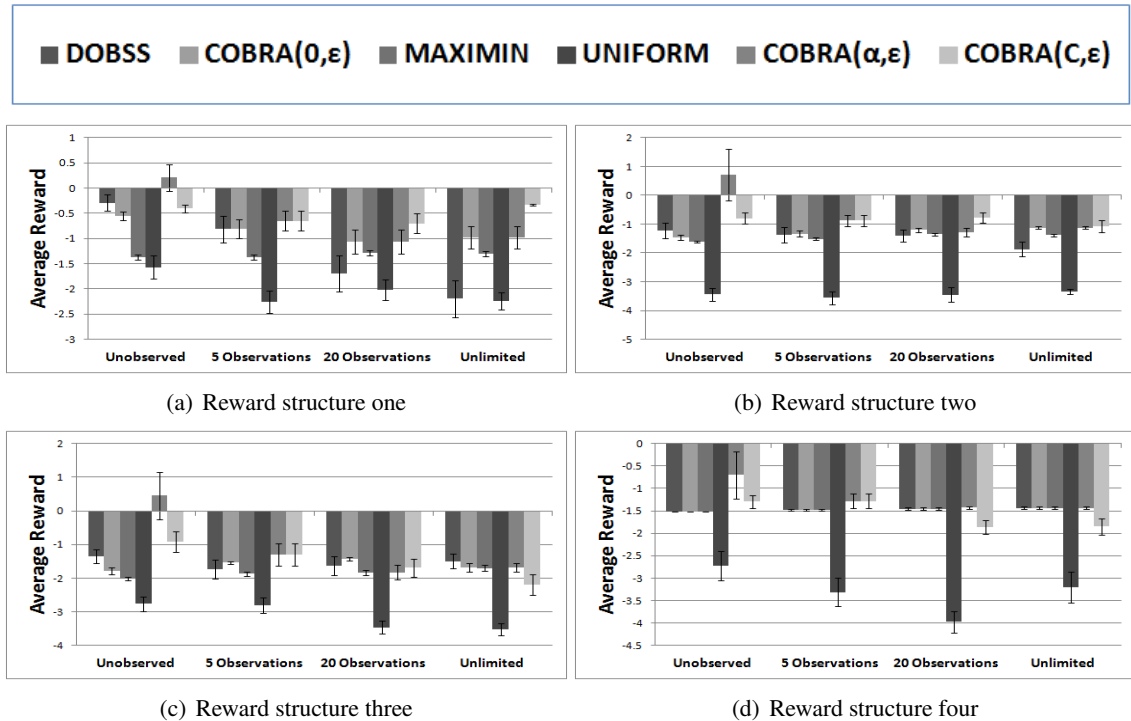 DOBSS COBRA(0,ε) MAXIMIN UNIFORM COBRA(α,ε) COBRA(C,ε)
Average Reward
1
0.5
0
-0.5
-1
-1.5
-2
-2.5
-3
Unobserved 5 Observations 20 Observations Unlimited
(a) Reward structure one
Average Reward
2
1
0
-1
-2
-3
-4
-5
Unobserved 5 Observations 20 Observations Unlimited
(b) Reward structure two
Average Reward
2
1
0
-1
-2
-3
-4
Unobserved 5 Observations 20 Observations Unlimited
(c) Reward structure three
Average Reward
0
-0.5
-1
-1.5
-2
-2.5
-3
-3.5
-4
-4.5
Unobserved 5 Observations 20 Observations Unlimited
(d) Reward structure four